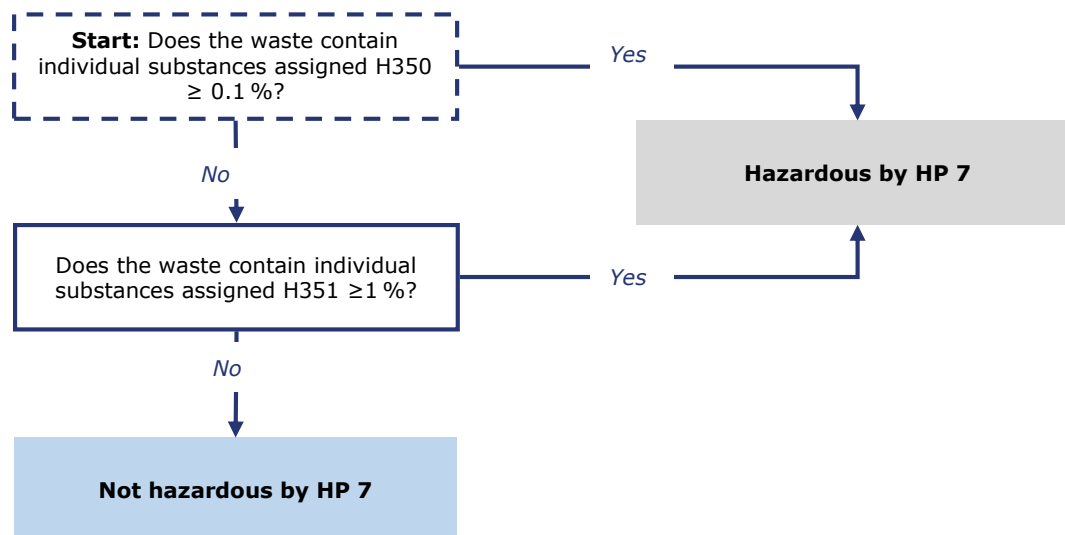 Start: Does the waste contain
individual substances assigned H350
≥ 0.1 %?
Yes
Hazardous by HP 7
No
Does the waste contain individual
substances assigned H351 ≥1 %?
Yes
No
Not hazardous by HP 7